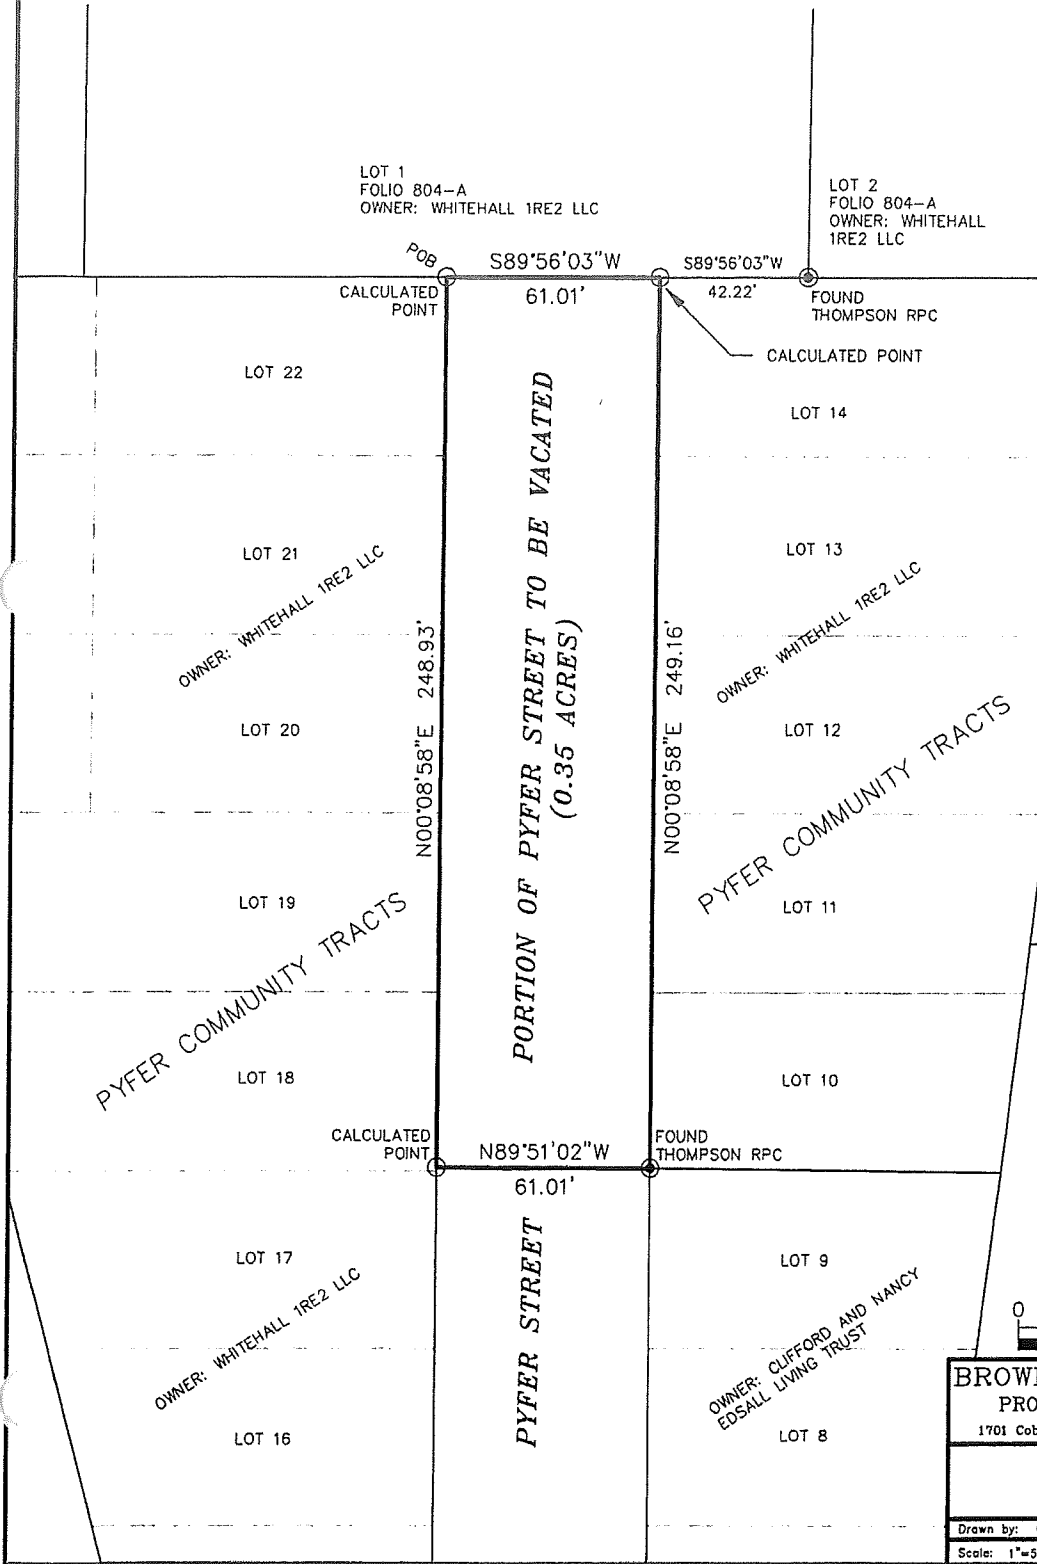 LOT 1
FOLIO 804-A
OWNER: WHITEHALL 1RE2 LLC
LOT 2
FOLIO 804-A
OWNER: WHITEHALL
1RE2 LLC
POB
S89°56'03"W
61.01'
S89°56'03"W
42.22'
CALCULATED
POINT
FOUND
THOMPSON RPC
CALCULATED POINT
LOT 22
LOT 14
LOT 21
LOT 13
OWNER: WHITEHALL 1RE2 LLC
OWNER: WHITEHALL 1RE2 LLC
N00°08'58"E 248.93'
PORTION OF PYFER STREET TO BE VACATED
(0.35 ACRES)
N00°08'58"E 249.16'
LOT 20
LOT 12
PYFER COMMUNITY TRACTS
PYFER COMMUNITY TRACTS
LOT 19
LOT 11
LOT 18
LOT 10
CALCULATED
POINT
N89°51'02"W
61.01'
FOUND
THOMPSON RPC
PYFER STREET
LOT 17
LOT 9
OWNER: WHITEHALL 1RE2 LLC
OWNER: CLIFFORD AND NANCY
EDSALL LIVING TRUST
LOT 16
LOT 8
0
BROW
PRO
1701 Cob
Drawn by:
Scale: 1"=5